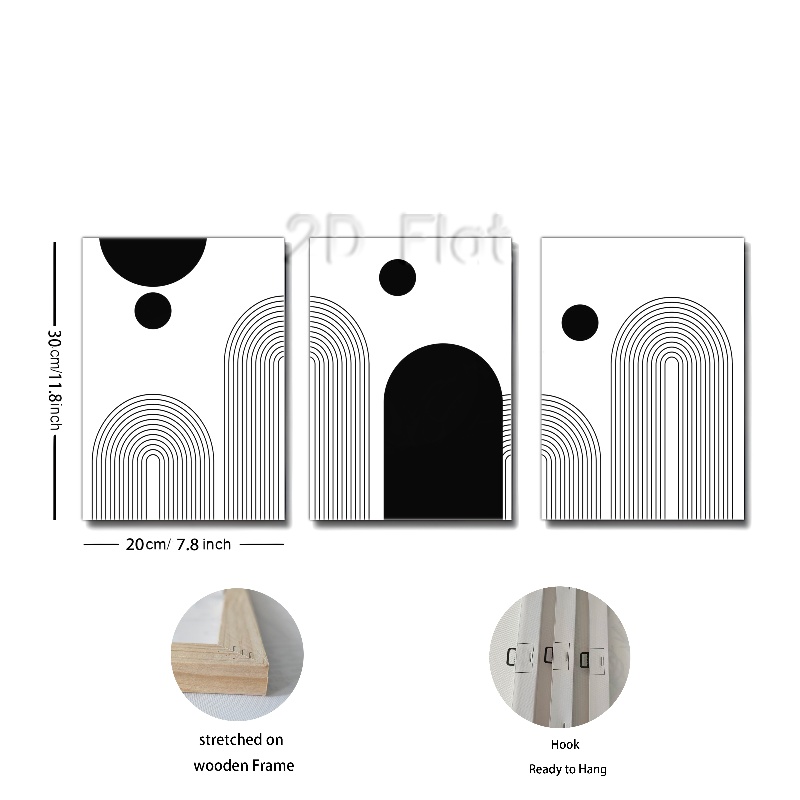 2D Flat
30cm/11.8inch
20cm/ 7.8 inch
stretched on
wooden Frame
Hook
Ready to Hang